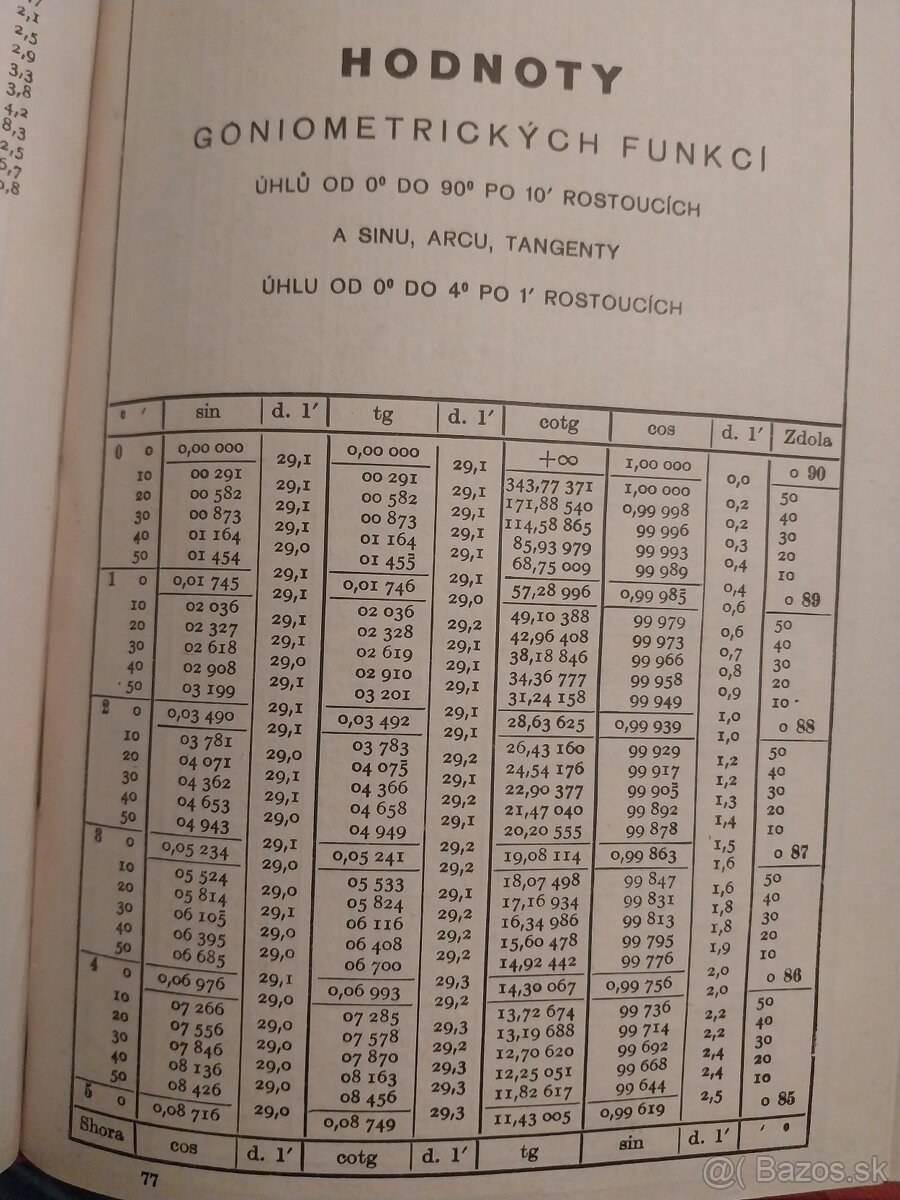 2,1
2,5
2,9
3,3
3,8
4,2
8,3
2,5
HODNOTY
GONIOMETRICKÝCH FUNKCÍ
ÚHLŮ OD 0⁰ DO 90⁰ PO 10′ ROSTOUCÍCH
A SINU, ARCU, TANGENTY
ÚHLU OD 0⁰ DO 4⁰ PO 1′ ROSTOUCÍCH
⁰ ′ sin d. 1′ tg d. 1′ cotg cos d. 1′ Zdola
0 0 0,00 000 29,1 0,00 000 29,1 +∞ 1,00 000 0,0 0 90
10 00 291 29,1 00 291 29,1 343,77 371 1,00 000 0,2 50
20 00 582 29,1 00 582 29,1 171,88 540 0,99 998 0,2 40
30 00 873 29,1 00 873 29,1 114,58 865 99 996 0,3 30
40 01 164 29,0 01 164 29,1 85,93 979 99 993 0,4 20
50 01 454 29,1 01 455 29,1 68,75 009 99 989 0,4 10
1 0 0,01 745 29,1 0,01 746 29,0 57,28 996 0,99 985 0,6 0 89
10 02 036 29,1 02 036 29,2 49,10 388 99 979 0,6 50
20 02 327 29,1 02 328 29,1 42,96 408 99 973 0,7 40
30 02 618 29,0 02 619 29,1 38,18 846 99 966 0,8 30
40 02 908 29,1 02 910 29,1 34,36 777 99 958 0,9 20
50 03 199 29,1 03 201 29,1 31,24 158 99 949 1,0 10
2 0 0,03 490 29,1 0,03 492 29,1 28,63 625 0,99 939 1,0 0 88
10 03 781 29,0 03 783 29,2 26,43 160 99 929 1,2 50
20 04 071 29,1 04 075 29,1 24,54 176 99 917 1,2 40
30 04 362 29,1 04 366 29,2 22,90 377 99 905 1,3 30
40 04 653 29,0 04 658 29,1 21,47 040 99 892 1,4 20
50 04 943 29,1 04 949 29,2 20,20 555 99 878 1,5 10
3 0 0,05 234 29,0 0,05 241 29,2 19,08 114 0,99 863 1,6 0 87
10 05 524 29,0 05 533 29,1 18,07 498 99 847 1,6 50
20 05 814 29,1 05 824 29,2 17,16 934 99 831 1,8 40
30 06 105 29,0 06 116 29,2 16,34 986 99 813 1,8 30
40 06 395 29,0 06 408 29,2 15,60 478 99 795 1,9 20
50 06 685 29,1 06 700 29,3 14,92 442 99 776 2,0 10
4 0 0,06 976 29,0 0,06 993 29,2 14,30 067 0,99 756 2,0 0 86
10 07 266 29,0 07 285 29,3 13,72 674 99 736 2,2 50
20 07 556 29,0 07 578 29,2 13,19 688 99 714 2,2 40
30 07 846 29,0 07 870 29,3 12,70 620 99 692 2,4 30
40 08 136 29,0 08 163 29,3 12,25 051 99 668 2,4 20
50 08 426 29,0 08 456 29,3 11,82 617 99 644 2,5 10
5 0 0,08 716 0,08 749 11,43 005 0,99 619 0 85
Shora cos d. 1′ cotg d. 1′ tg sin d. 1′ ′ ⁰
77
@( Bazos.sk